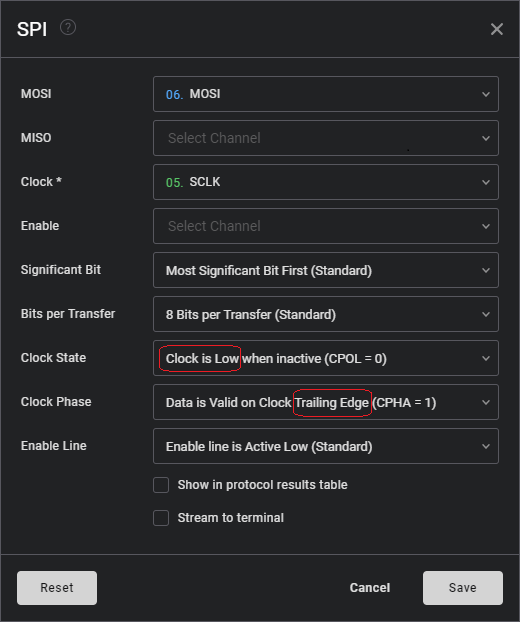 SPI ?
MOSI 06. MOSI
MISO Select Channel
Clock * 05. SCLK
Enable Select Channel
Significant Bit Most Significant Bit First (Standard)
Bits per Transfer 8 Bits per Transfer (Standard)
Clock State Clock is Low when inactive (CPOL = 0)
Clock Phase Data is Valid on Clock Trailing Edge (CPHA = 1)
Enable Line Enable line is Active Low (Standard)
Show in protocol results table
Stream to terminal
Reset Cancel Save